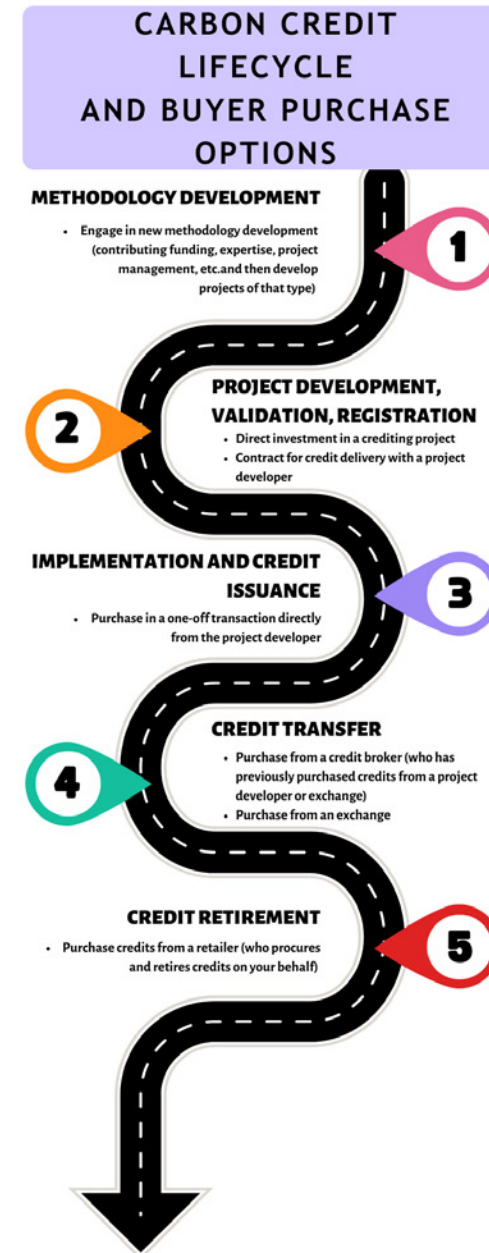 CARBON CREDIT
LIFECYCLE
AND BUYER PURCHASE
OPTIONS
METHODOLOGY DEVELOPMENT
• Engage in new methodology development
(contributing funding, expertise, project
management, etc.and then develop
projects of that type)
1
PROJECT DEVELOPMENT,
VALIDATION, REGISTRATION
• Direct investment in a crediting project
• Contract for credit delivery with a project
developer
2
IMPLEMENTATION AND CREDIT
ISSUANCE
• Purchase in a one-off transaction directly
from the project developer
3
CREDIT TRANSFER
• Purchase from a credit broker (who has
previously purchased credits from a project
developer or exchange)
• Purchase from an exchange
4
CREDIT RETIREMENT
• Purchase credits from a retailer (who procures
and retires credits on your behalf)
5